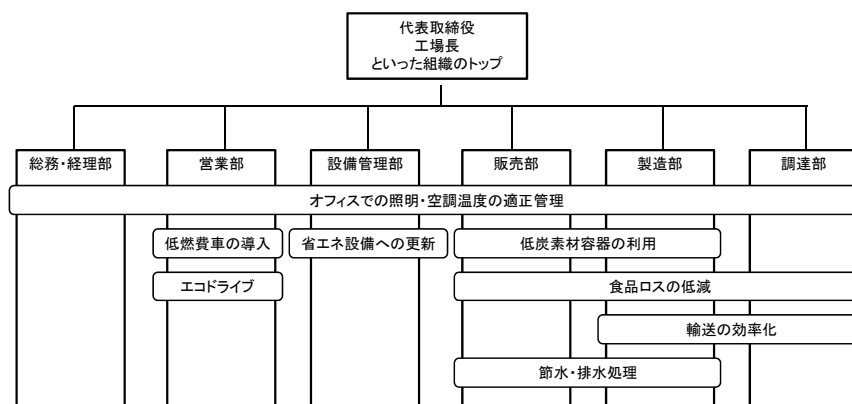 代表取締役
工場長
といった組織のトップ
総務・経理部
営業部
設備管理部
販売部
製造部
調達部
オフィスでの照明・空調温度の適正管理
低燃費車の導入
省エネ設備への更新
低炭素材容器の利用
エコドライブ
食品ロスの低減
輸送の効率化
節水・排水処理